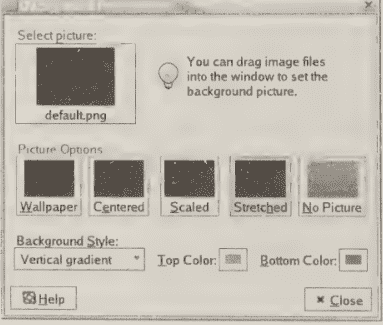 Select picture:
default.png
You can drag image files
into the window to set the
background picture.
Picture Options
Wallpaper Centered Scaled Stretched No Picture
Background Style:
Vertical gradient Top Color: Bottom Color:
Help Close